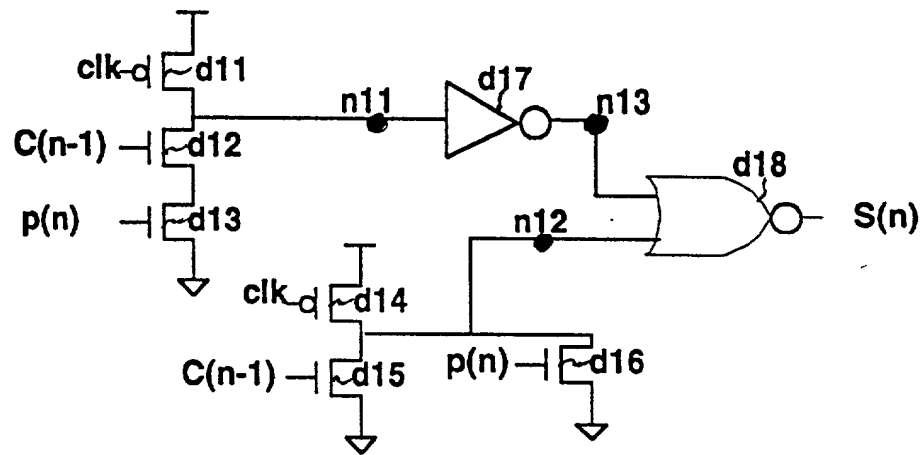 clk d11
n11
d17
n13
C(n-1) d12
p(n) d13
d18
S(n)
n12
clk d14
C(n-1) d15
p(n) d16